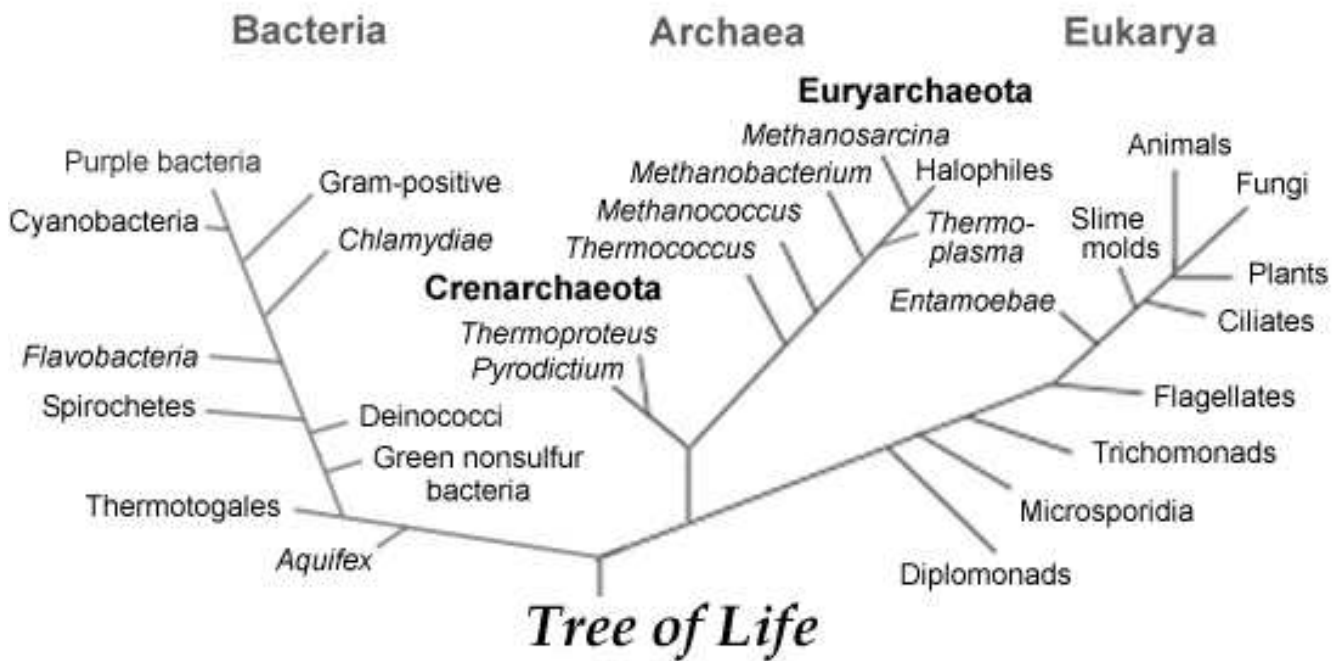 Bacteria
Archaea
Eukarya
Euryarchaeota
Methanosarcina
Animals
Purple bacteria
Gram-positive
Methanobacterium
Halophiles
Fungi
Cyanobacteria
Chlamydiae
Methanococcus
Thermo-
plasma
Slime
molds
Thermococcus
Plants
Crenarchaeota
Entamoebae
Ciliates
Thermoproteus
Flavobacteria
Pyrodictium
Spirochetes
Deinococci
Flagellates
Green nonsulfur
bacteria
Trichomonads
Thermotogales
Microsporidia
Aquifex
Diplomonads
Tree of Life